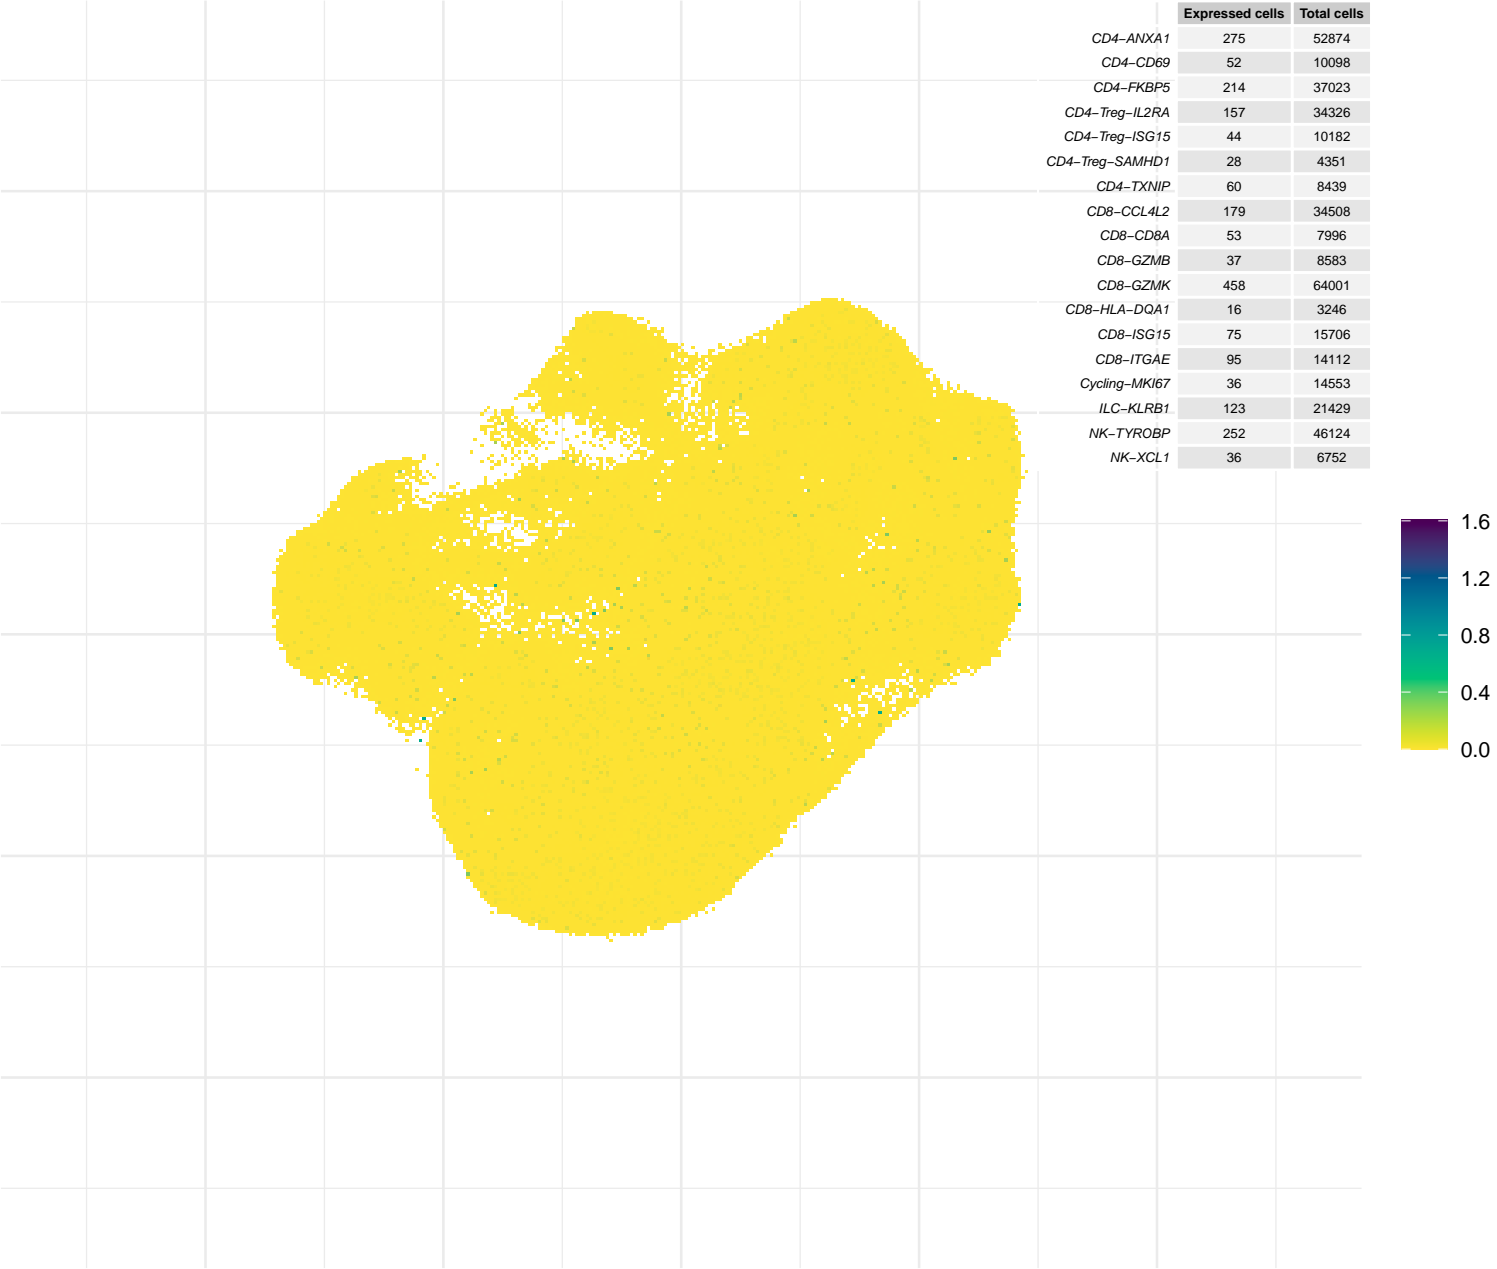 Expressed cells Total cells
CD4−ANXA1 275 52874
CD4−CD69 52 10098
CD4−FKBP5 214 37023
CD4−Treg−IL2RA 157 34326
CD4−Treg−ISG15 44 10182
CD4−Treg−SAMHD1 28 4351
CD4−TXNIP 60 8439
CD8−CCL4L2 179 34508
CD8−CD8A 53 7996
CD8−GZMB 37 8583
CD8−GZMK 458 64001
CD8−HLA−DQA1 16 3246
CD8−ISG15 75 15706
CD8−ITGAE 95 14112
Cycling−MKI67 36 14553
ILC−KLRB1 123 21429
NK−TYROBP 252 46124
NK−XCL1 36 6752
1.6
1.2
0.8
0.4
0.0